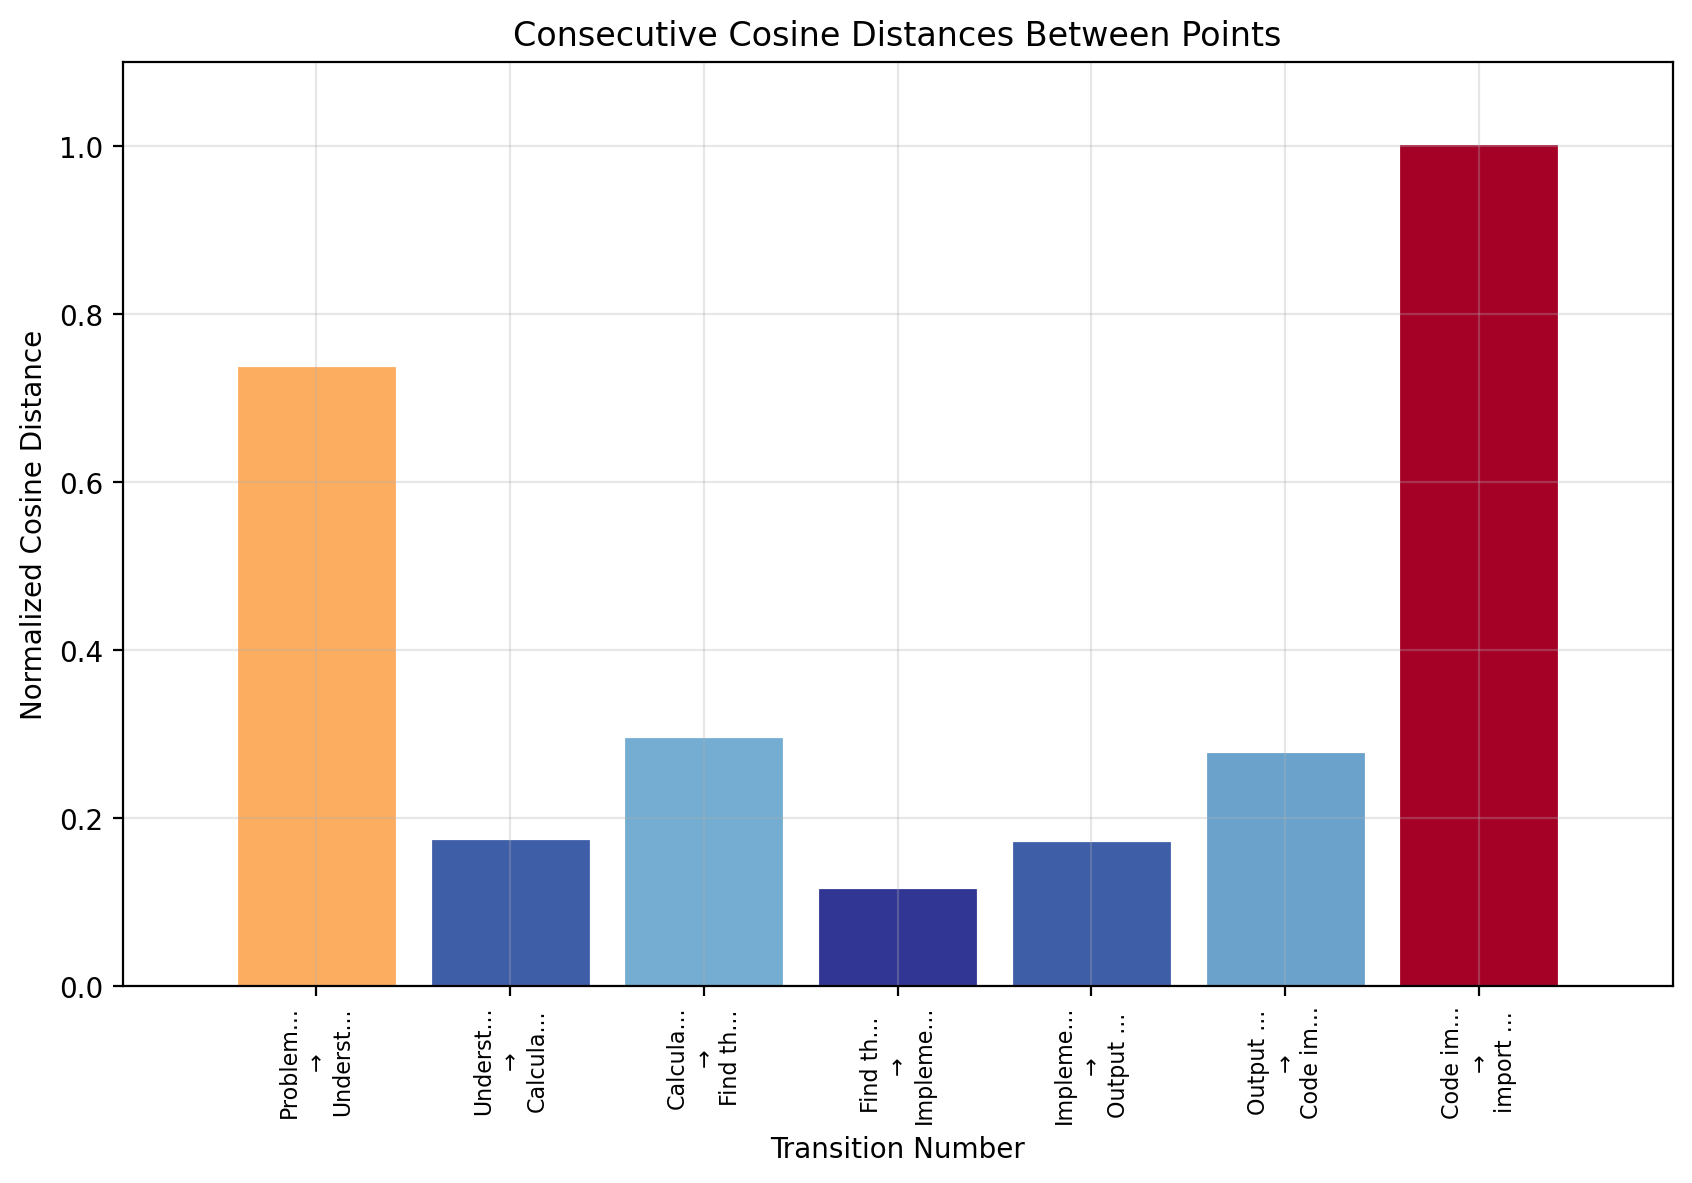 Consecutive Cosine Distances Between Points
Normalized Cosine Distance
1.0
0.8
0.6
0.4
0.2
0.0
Problem...
→
Underst...
Underst...
→
Calcula...
Calcula...
→
Find th...
Find th...
→
Impleme...
Impleme...
→
Output ...
Output ...
→
Code im...
Code im...
→
import ...
Transition Number